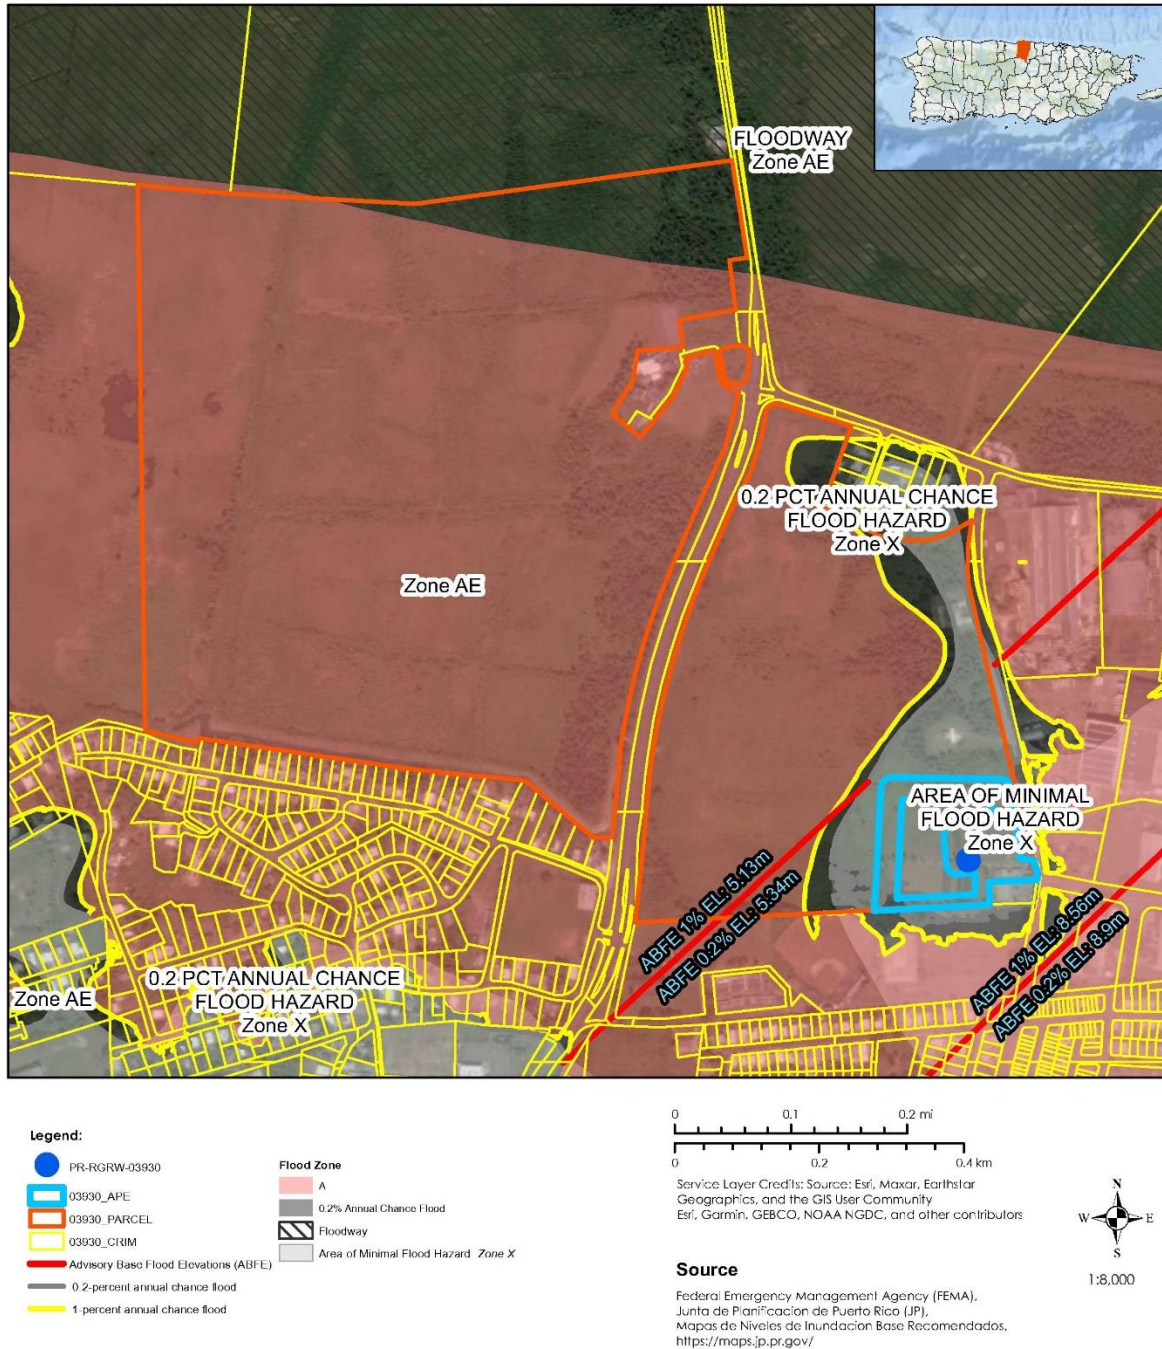 FLOODWAY
Zone AE
0.2 PCT ANNUAL CHANCE
FLOOD HAZARD
Zone X
Zone AE
AREA OF MINIMAL
FLOOD HAZARD
Zone X
ABFE 1% EL: 5.13m
ABFE 0.2% EL: 5.34m
ABFE 1% EL: 8.56m
ABFE 0.2% EL: 8.9m
0.2 PCT ANNUAL CHANCE
FLOOD HAZARD
Zone X
Zone AE
Legend:
PR-RGRW-03930
03930_APE
03930_PARCEL
03930_CRIM
Advisory Base Flood Elevations (ABFE)
0.2-percent annual chance flood
1-percent annual chance flood
Flood Zone
A
0.2% Annual Chance Flood
Floodway
Area of Minimal Flood Hazard Zone X
0 0.1 0.2 mi
0 0.2 0.4 km
Service Layer Credits: Source: Esri, Maxar, Earthstar
Geographics, and the GIS User Community
Esri, Garmin, GEBCO, NOAA NGDC, and other contributors
Source
Federal Emergency Management Agency (FEMA),
Junta de Planificacion de Puerto Rico (JP),
Mapas de Niveles de Inundacion Base Recomendados,
https://maps.jp.pr.gov/
N
W E
S
1:8,000